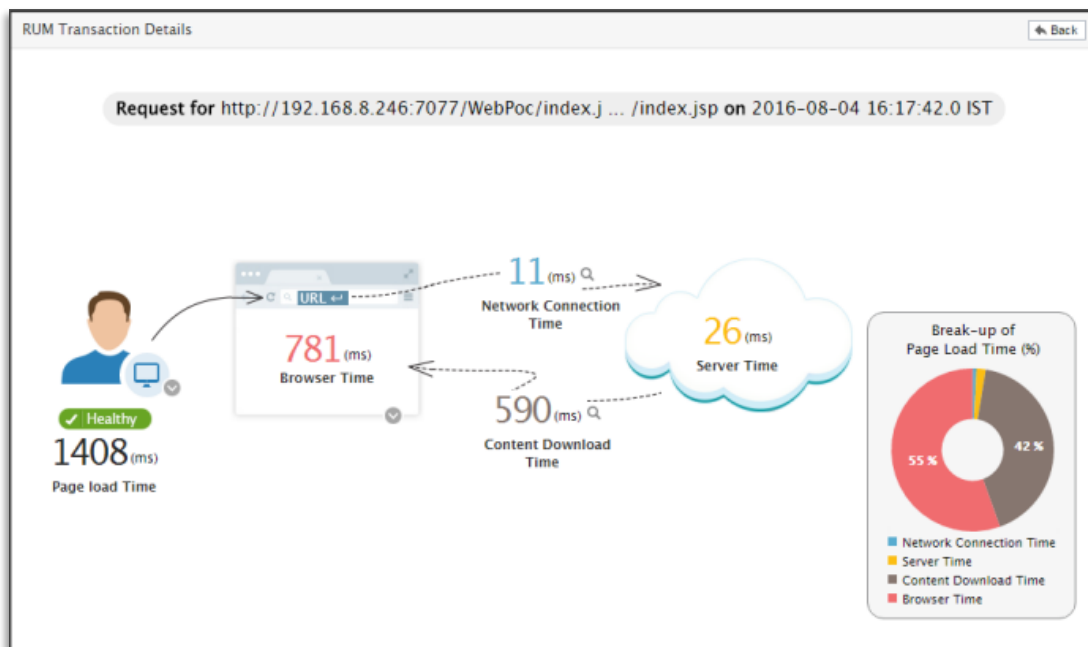 RUM Transaction Details
Back
Request for http://192.168.8.246:7077/WebPoc/index.j ... /index.jsp on 2016-08-04 16:17:42.0 IST
URL
11 (ms)
Network Connection
Time
781 (ms)
Browser Time
26 (ms)
Server Time
590 (ms)
Content Download
Time
Healthy
1408 (ms)
Page load Time
Break-up of
Page Load Time (%)
55 %
42 %
Network Connection Time
Server Time
Content Download Time
Browser Time